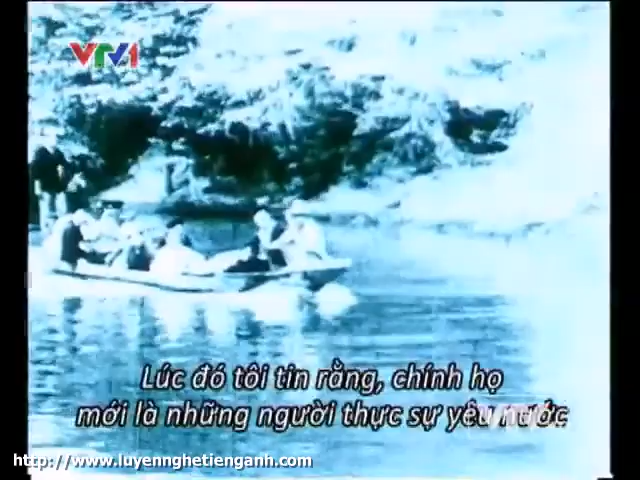 VTV1
Lúc đó tôi tin rằng, chính họ
mới là những người thực sự yêu nước
http://www.luyennghetienganh.com